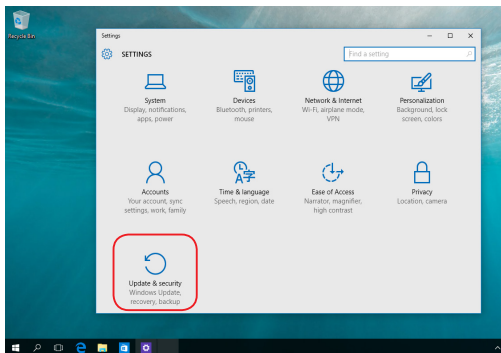 Recycle Bin
Settings
SETTINGS
Find a setting
System
Display, notifications,
apps, power
Devices
Bluetooth, printers,
mouse
Network & Internet
Wi-Fi, airplane mode,
VPN
Personalization
Background, lock
screen, colors
Accounts
Your account, sync
settings, work, family
Time & language
Speech, region, date
Ease of Access
Narrator, magnifier,
high contrast
Privacy
Location, camera
Update & security
Windows Update,
recovery, backup